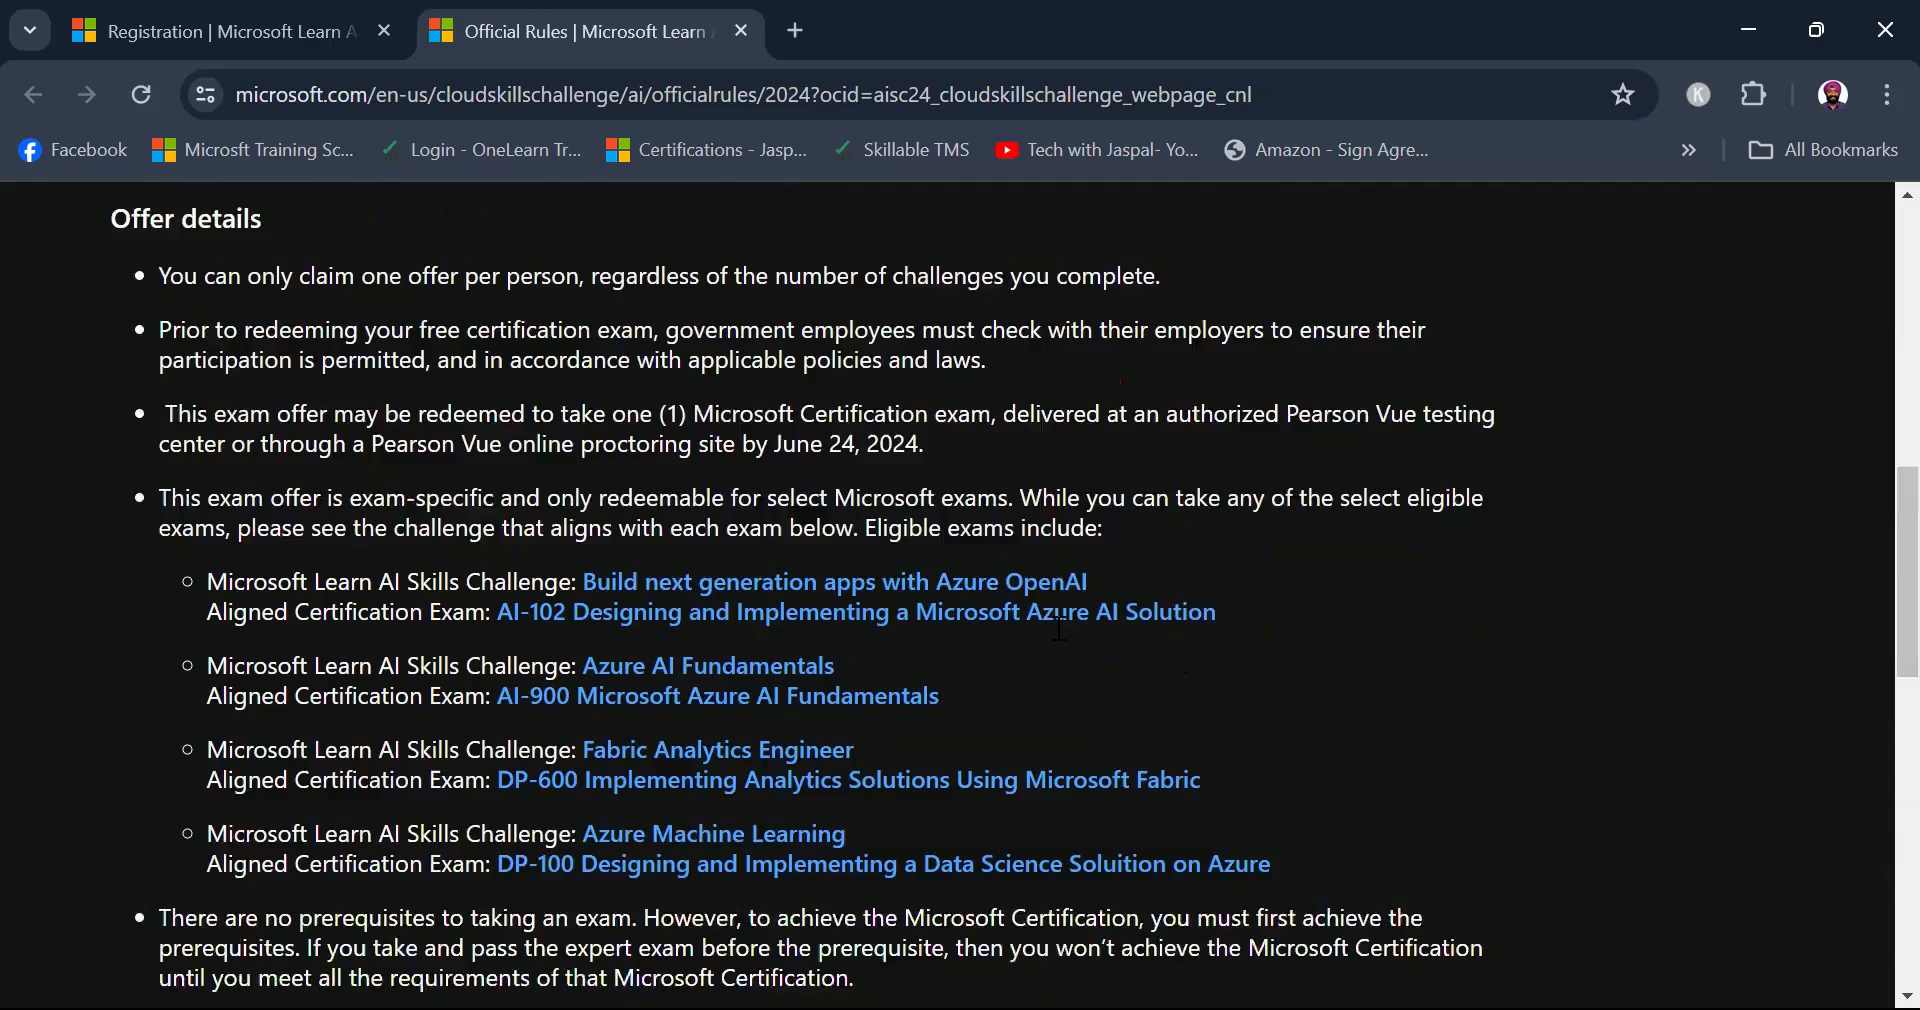 Registration | Microsoft Learn A
Official Rules | Microsoft Learn
microsoft.com/en-us/cloudskillschallenge/ai/officialrules/2024?ocid=aisc24_cloudskillschallenge_webpage_cnl
K
Facebook
Microsft Training Sc...
Login - OneLearn Tr...
Certifications - Jasp...
Skillable TMS
Tech with Jaspal- Yo...
Amazon - Sign Agre...
All Bookmarks
Offer details
• You can only claim one offer per person, regardless of the number of challenges you complete.
• Prior to redeeming your free certification exam, government employees must check with their employers to ensure their
participation is permitted, and in accordance with applicable policies and laws.
• This exam offer may be redeemed to take one (1) Microsoft Certification exam, delivered at an authorized Pearson Vue testing
center or through a Pearson Vue online proctoring site by June 24, 2024.
• This exam offer is exam-specific and only redeemable for select Microsoft exams. While you can take any of the select eligible
exams, please see the challenge that aligns with each exam below. Eligible exams include:
○ Microsoft Learn AI Skills Challenge: Build next generation apps with Azure OpenAI
Aligned Certification Exam: AI-102 Designing and Implementing a Microsoft Azure AI Solution
○ Microsoft Learn AI Skills Challenge: Azure AI Fundamentals
Aligned Certification Exam: AI-900 Microsoft Azure AI Fundamentals
○ Microsoft Learn AI Skills Challenge: Fabric Analytics Engineer
Aligned Certification Exam: DP-600 Implementing Analytics Solutions Using Microsoft Fabric
○ Microsoft Learn AI Skills Challenge: Azure Machine Learning
Aligned Certification Exam: DP-100 Designing and Implementing a Data Science Soluition on Azure
• There are no prerequisites to taking an exam. However, to achieve the Microsoft Certification, you must first achieve the
prerequisites. If you take and pass the expert exam before the prerequisite, then you won't achieve the Microsoft Certification
until you meet all the requirements of that Microsoft Certification.